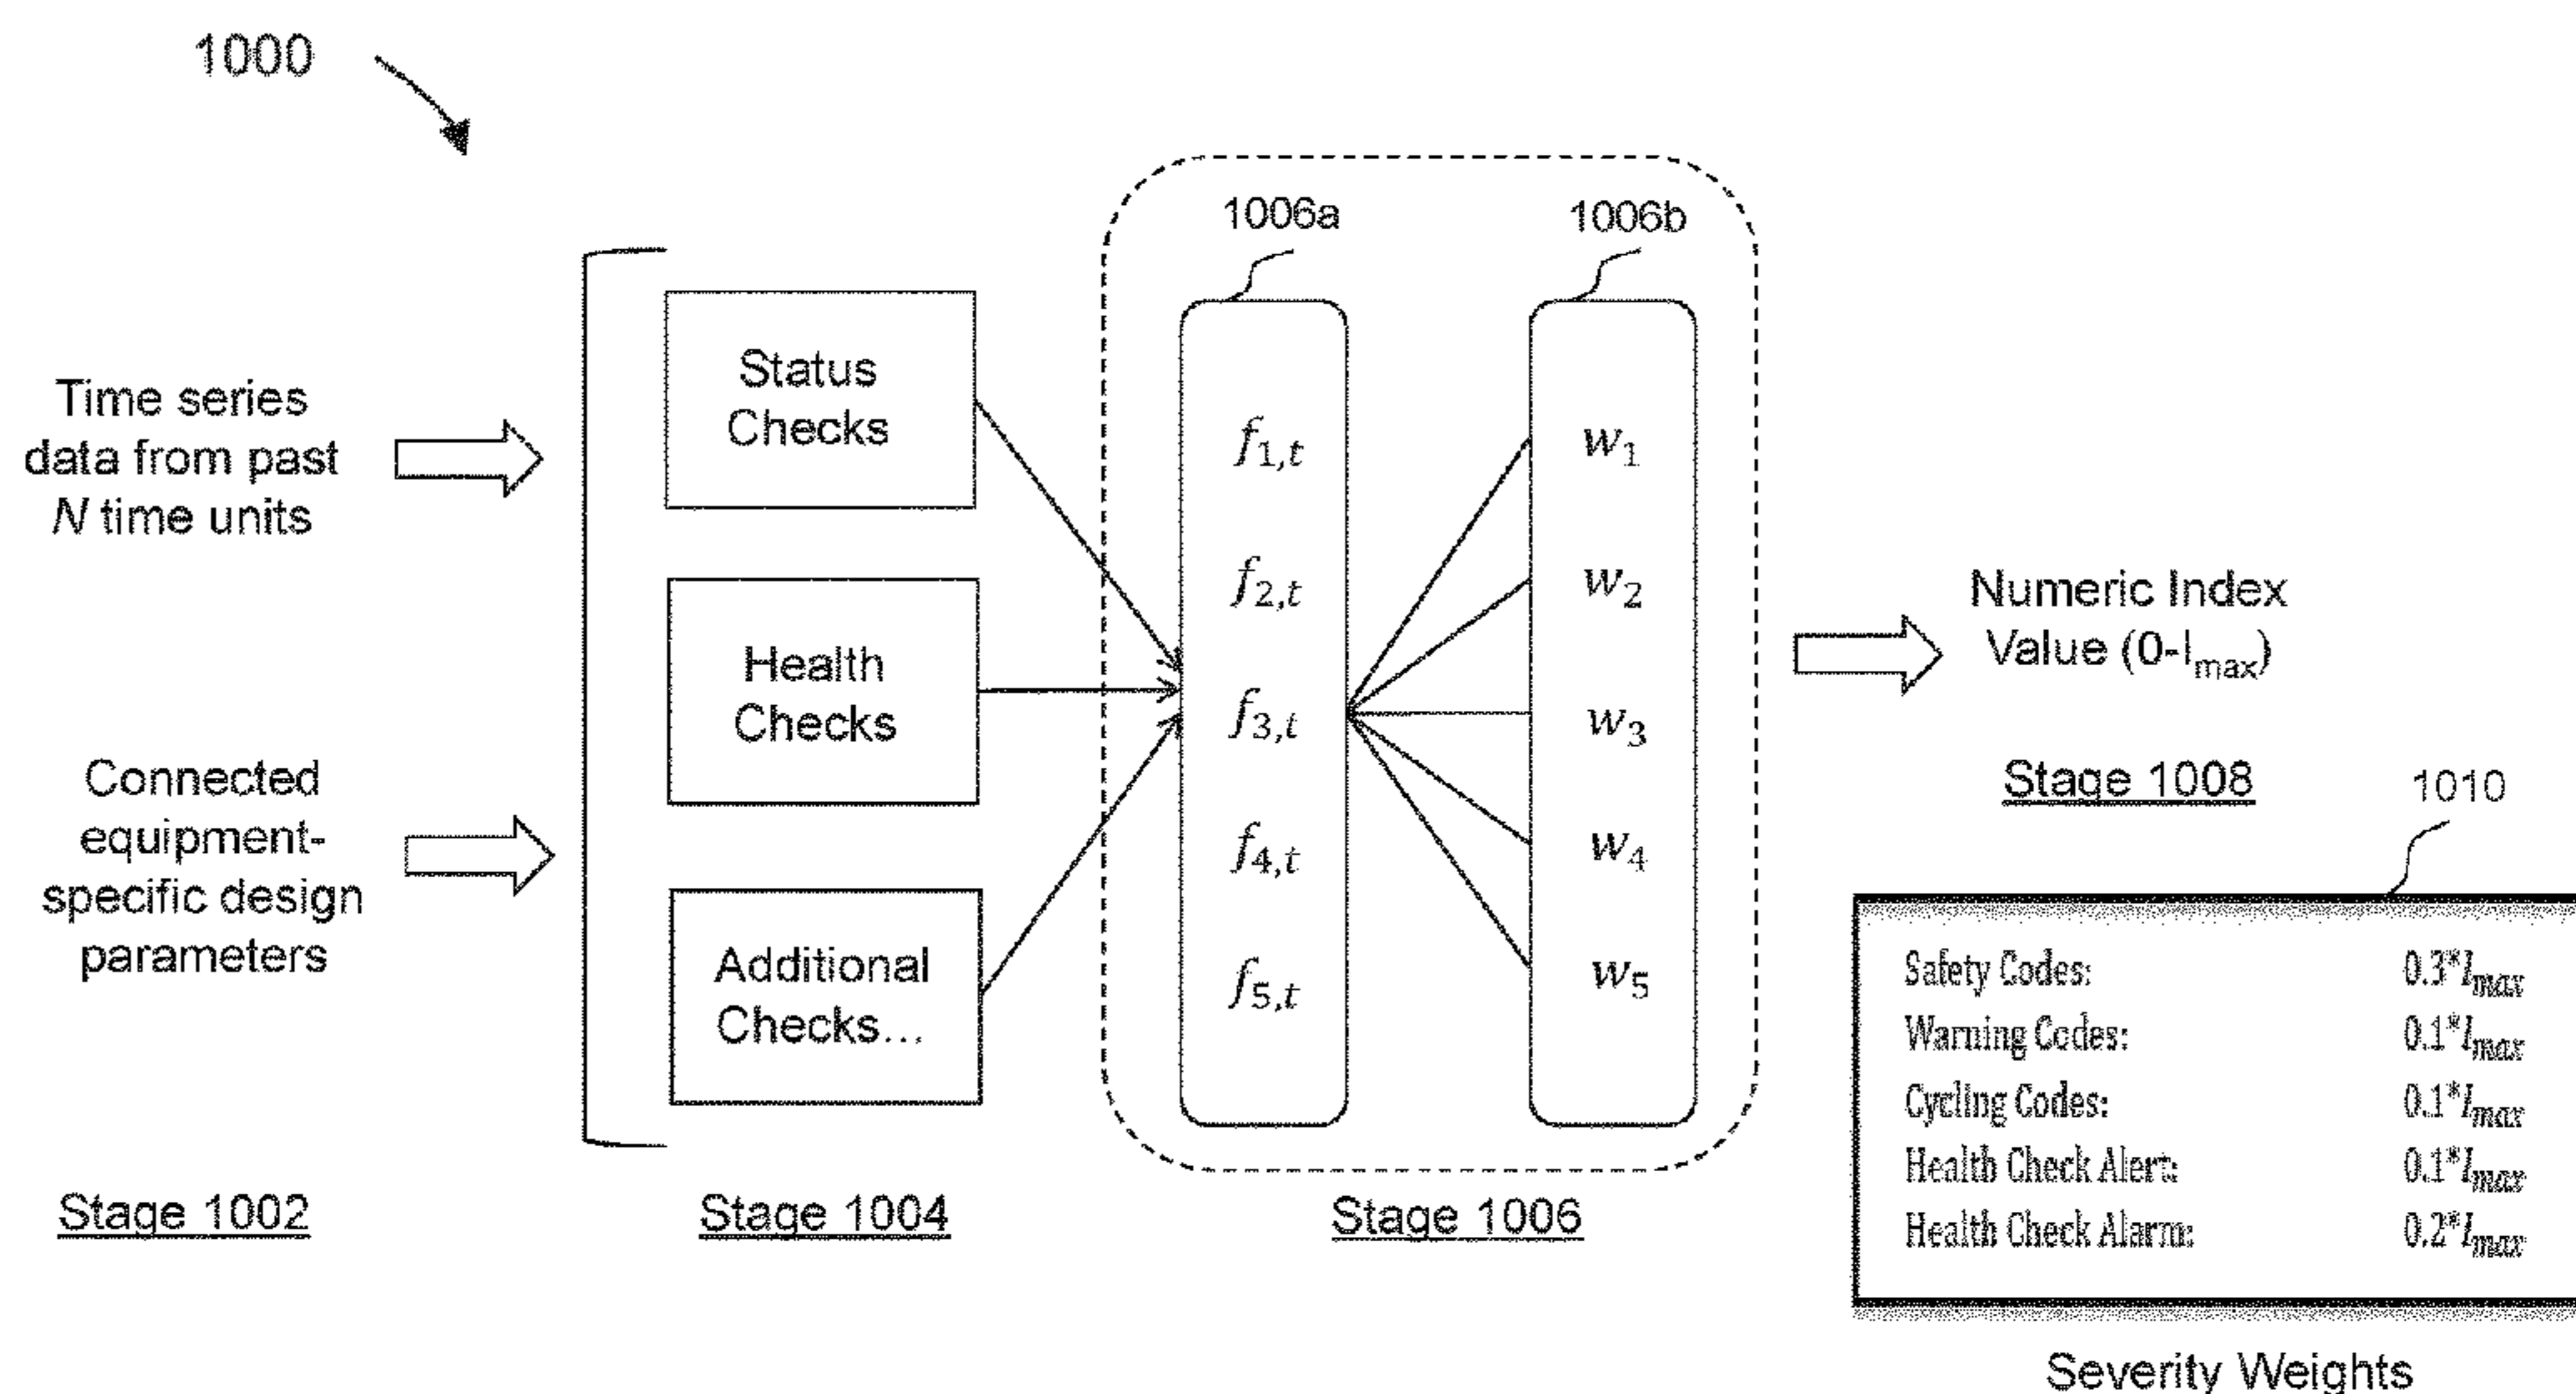 1000
Time series
data from past
N time units
Connected
equipment-
specific design
parameters
Stage 1002
Status
Checks
Health
Checks
Additional
Checks...
Stage 1004
1006a
f1,t
f2,t
f3,t
f4,t
f5,t
1006b
w1
w2
w3
w4
w5
Stage 1006
Numeric Index
Value (0-Imax)
Stage 1008
1010
Safety Codes: 0.3*Imax
Warning Codes: 0.1*Imax
Cycling Codes: 0.1*Imax
Health Check Alert: 0.1*Imax
Health Check Alarm: 0.2*Imax
Severity Weights